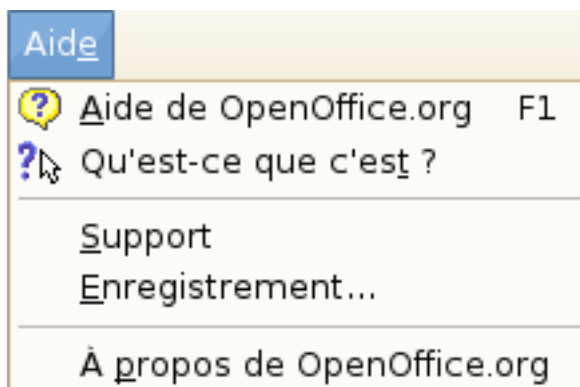 Aide
Aide de OpenOffice.org F1
Qu'est-ce que c'est ?
Support
Enregistrement...
À propos de OpenOffice.org